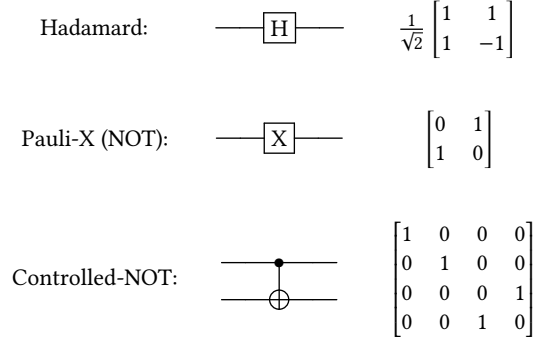 Hadamard: H 1/√2 [1 1
1 −1]
Pauli-X (NOT): X [0 1
1 0]
Controlled-NOT: [1 0 0 0
0 1 0 0
0 0 0 1
0 0 1 0]